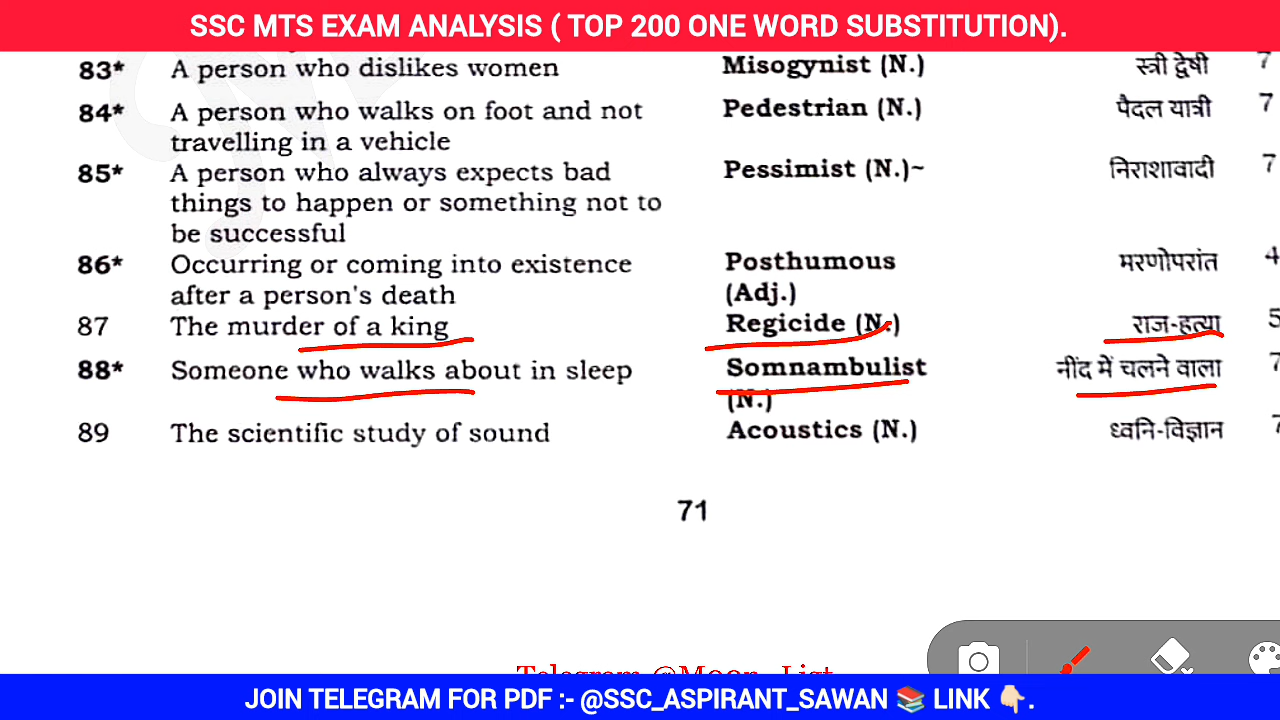 SSC MTS EXAM ANALYSIS ( TOP 200 ONE WORD SUBSTITUTION).
83* A person who dislikes women Misogynist (N.) स्त्री द्वेषी 7
84* A person who walks on foot and not Pedestrian (N.) पैदल यात्री 7
travelling in a vehicle
85* A person who always expects bad Pessimist (N.)~ निराशावादी 7
things to happen or something not to
be successful
86* Occurring or coming into existence Posthumous मरणोपरांत 4
after a person's death (Adj.)
87 The murder of a king Regicide (N.) राज-हत्या 5
88* Someone who walks about in sleep Somnambulist नींद में चलने वाला 7
(N.)
89 The scientific study of sound Acoustics (N.) ध्वनि-विज्ञान 7
71
Telegram
JOIN TELEGRAM FOR PDF :- @SSC_ASPIRANT_SAWAN 📚 LINK 👇🏻.